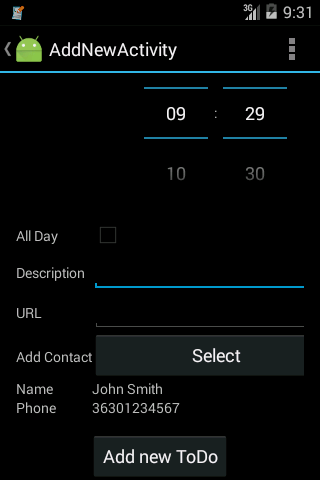 3G 9:31
AddNewActivity
09 : 29
10 30
All Day
Description
URL
Add Contact Select
Name John Smith
Phone 36301234567
Add new ToDo